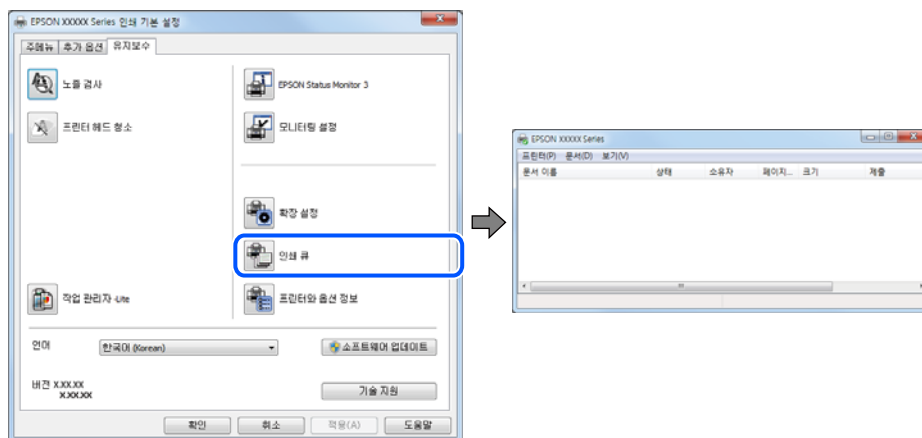 EPSON XXXXX Series 인쇄 기본 설정
주메뉴 추가 옵션 유지보수
노즐 검사
EPSON Status Monitor 3
프린터 헤드 청소
모니터링 설정
확장 설정
인쇄 큐
작업 관리자 -Lite
프린터와 옵션 정보
언어
한국어 (Korean)
소프트웨어 업데이트
버전 X.XX.XX
X.XX.XX
기술 지원
확인 취소 적용(A) 도움말
EPSON XXXXX Series
프린터(P) 문서(D) 보기(V)
문서 이름 상태 소유자 페이지... 크기 제출